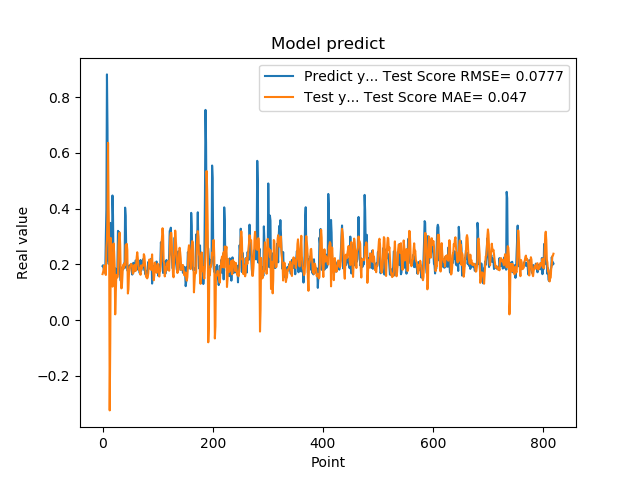 Model predict
Predict y... Test Score RMSE= 0.0777
Test y... Test Score MAE= 0.047
Real value
0.8
0.6
0.4
0.2
0.0
−0.2
0 200 400 600 800
Point